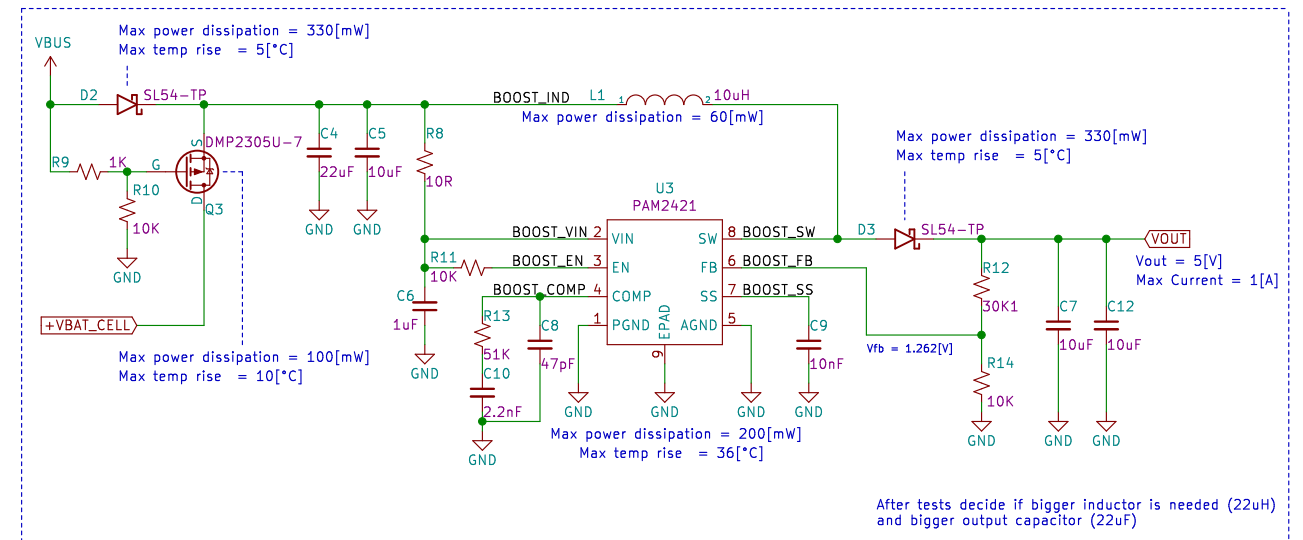 Max power dissipation = 330[mW]
Max temp rise  = 5[°C]
VBUS
D2
SL54-TP
BOOST_IND
L1
1
2
10uH
Max power dissipation = 60[mW]
Max power dissipation = 330[mW]
Max temp rise  = 5[°C]
R9
1K
G
S
D
DMP2305U-7
Q3
R10
10K
GND
C4
22uF
GND
C5
10uF
GND
R8
10R
U3
PAM2421
BOOST_VIN
2
VIN
SW
8
BOOST_SW
D3
SL54-TP
VOUT
Vout = 5[V]
Max Current = 1[A]
R11
10K
BOOST_EN
3
EN
FB
6
BOOST_FB
R12
30K1
BOOST_COMP
4
COMP
SS
7
BOOST_SS
C6
1uF
GND
1
PGND
EPAD
9
AGND
5
R13
51K
C8
47pF
C10
2.2nF
GND
C9
10nF
C7
10uF
C12
10uF
Vfb = 1.262[V]
R14
10K
+VBAT_CELL
GND
GND
GND
GND
GND
GND
GND
Max power dissipation = 100[mW]
Max temp rise  = 10[°C]
Max power dissipation = 200[mW]
Max temp rise  = 36[°C]
After tests decide if bigger inductor is needed (22uH)
and bigger output capacitor (22uF)